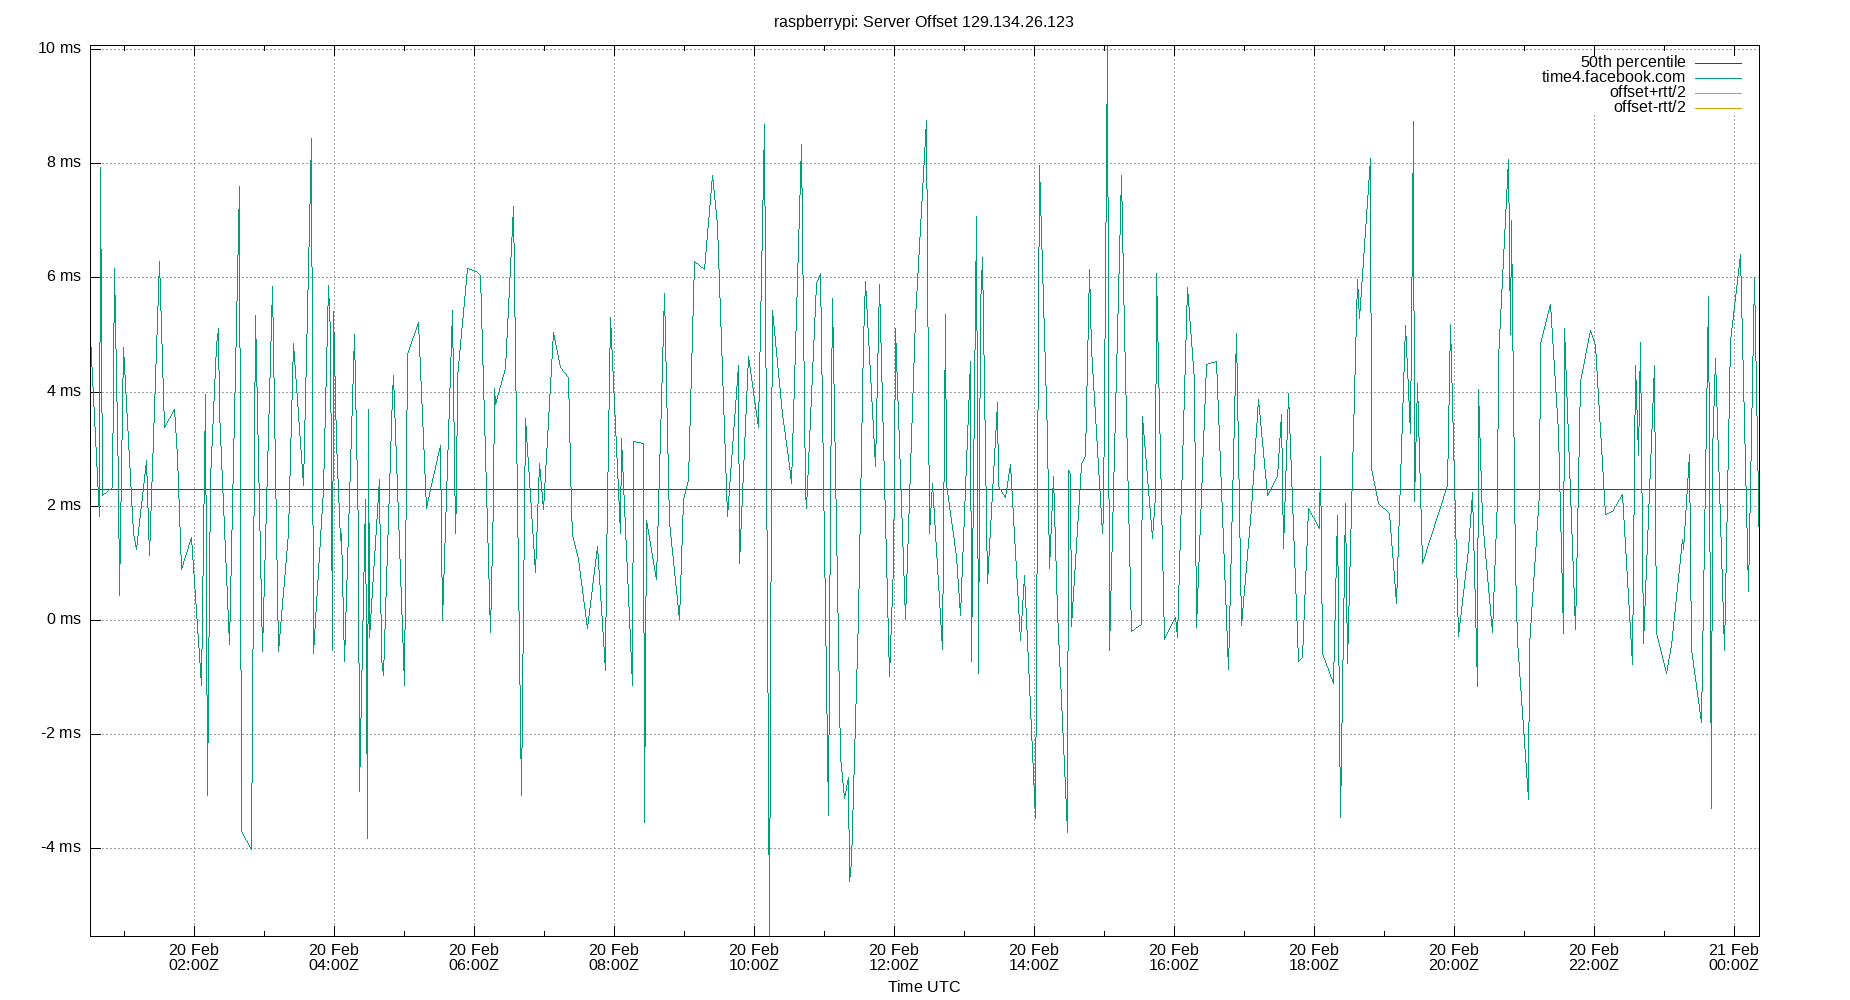 raspberrypi: Server Offset 129.134.26.123
10 ms
8 ms
6 ms
4 ms
2 ms
0 ms
-2 ms
-4 ms
50th percentile
time4.facebook.com
offset+rtt/2
offset-rtt/2
20 Feb 20 Feb 20 Feb 20 Feb 20 Feb 20 Feb 20 Feb 20 Feb 20 Feb 20 Feb 20 Feb 21 Feb
02:00Z 04:00Z 06:00Z 08:00Z 10:00Z 12:00Z 14:00Z 16:00Z 18:00Z 20:00Z 22:00Z 00:00Z
Time UTC